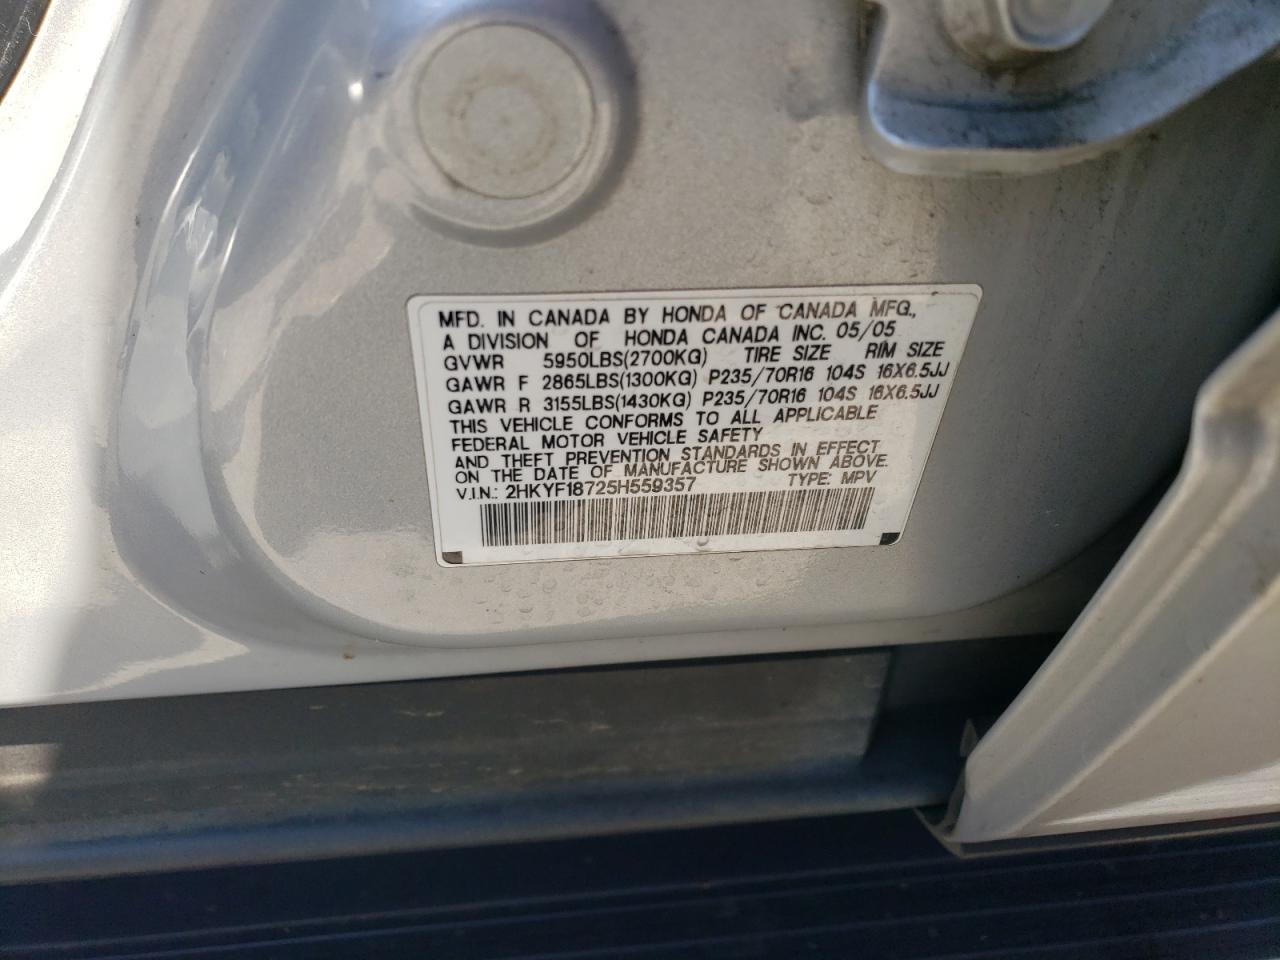 MFD. IN CANADA BY HONDA OF CANADA MFG.,
A DIVISION OF HONDA CANADA INC. 05/05
GVWR 5950LBS(2700KG) TIRE SIZE RIM SIZE
GAWR F 2865LBS(1300KG) P235/70R16 104S 16X6.5JJ
GAWR R 3155LBS(1430KG) P235/70R16 104S 16X6.5JJ
THIS VEHICLE CONFORMS TO ALL APPLICABLE
FEDERAL MOTOR VEHICLE SAFETY
AND THEFT PREVENTION STANDARDS IN EFFECT
ON THE DATE OF MANUFACTURE SHOWN ABOVE.
V.I.N.: 2HKYF18725H559357 TYPE: MPV